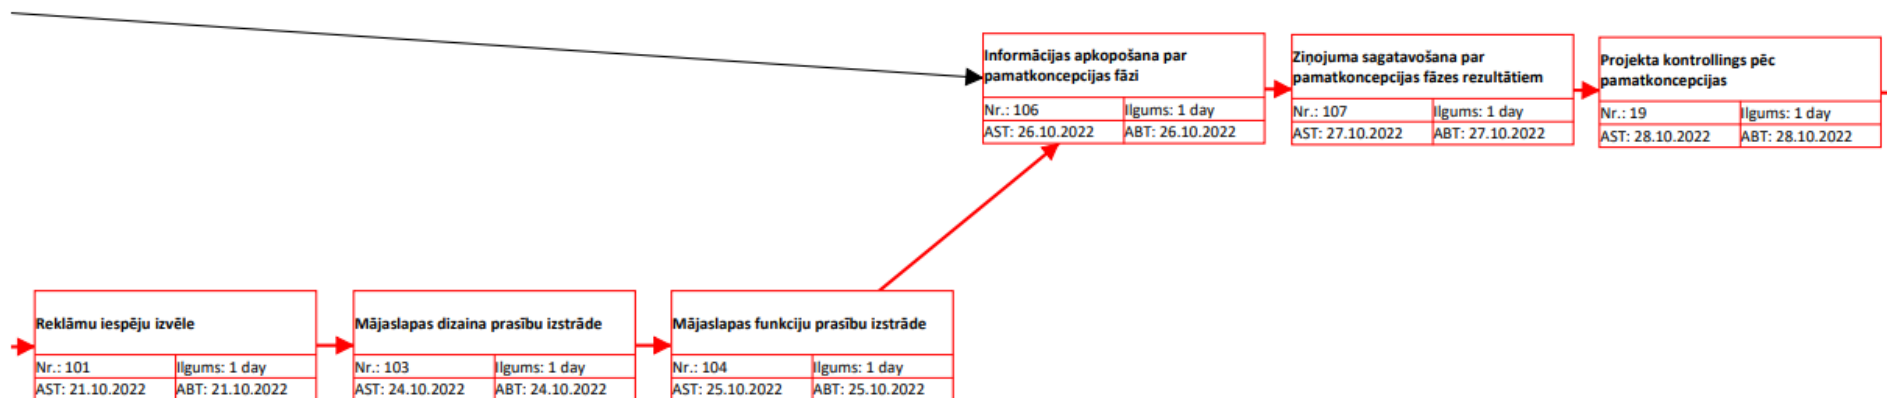 Informācijas apkopošana par
pamatkoncepcijas fāzi
Nr.: 106 Ilgums: 1 day
AST: 26.10.2022 ABT: 26.10.2022
Ziņojuma sagatavošana par
pamatkoncepcijas fāzes rezultātiem
Nr.: 107 Ilgums: 1 day
AST: 27.10.2022 ABT: 27.10.2022
Projekta kontrollings pēc
pamatkoncepcijas
Nr.: 19 Ilgums: 1 day
AST: 28.10.2022 ABT: 28.10.2022
Reklāmu iespēju izvēle
Nr.: 101 Ilgums: 1 day
AST: 21.10.2022 ABT: 21.10.2022
Mājaslapas dizaina prasību izstrāde
Nr.: 103 Ilgums: 1 day
AST: 24.10.2022 ABT: 24.10.2022
Mājaslapas funkciju prasību izstrāde
Nr.: 104 Ilgums: 1 day
AST: 25.10.2022 ABT: 25.10.2022